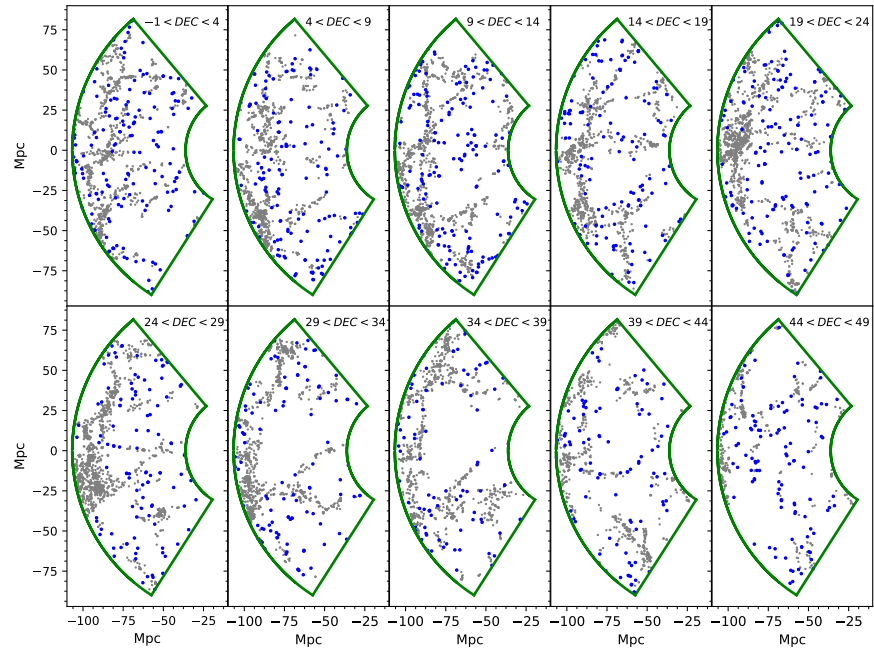 −1 < DEC < 4
4 < DEC < 9
9 < DEC < 14
14 < DEC < 19
19 < DEC < 24
75
50
25
0
−25
−50
−75
Mpc
24 < DEC < 29
29 < DEC < 34
34 < DEC < 39
39 < DEC < 44
44 < DEC < 49
75
50
25
0
−25
−50
−75
Mpc
−100 −75 −50 −25
−100 −75 −50 −25
−100 −75 −50 −25
−100 −75 −50 −25
−100 −75 −50 −25
Mpc
Mpc
Mpc
Mpc
Mpc